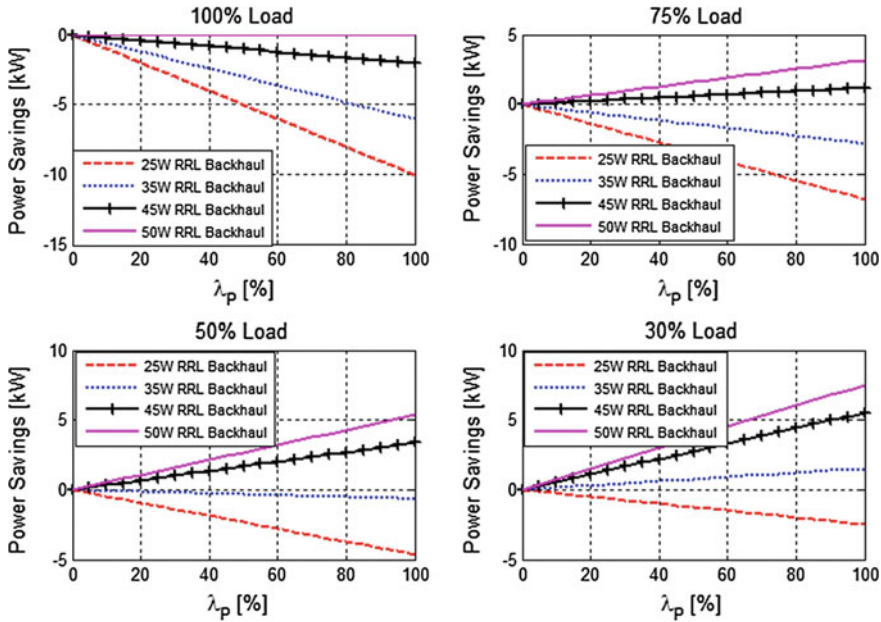 100% Load
Power Savings [kW]
0
-5
-10
-15
25W RRL Backhaul
35W RRL Backhaul
45W RRL Backhaul
50W RRL Backhaul
0 20 40 60 80 100
λP [%]
75% Load
Power Savings [kW]
5
0
-5
-10
25W RRL Backhaul
35W RRL Backhaul
45W RRL Backhaul
50W RRL Backhaul
0 20 40 60 80 100
λP [%]
50% Load
Power Savings [kW]
10
5
0
-5
25W RRL Backhaul
35W RRL Backhaul
45W RRL Backhaul
50W RRL Backhaul
0 20 40 60 80 100
λP [%]
30% Load
Power Savings [kW]
10
5
0
-5
25W RRL Backhaul
35W RRL Backhaul
45W RRL Backhaul
50W RRL Backhaul
0 20 40 60 80 100
λP [%]